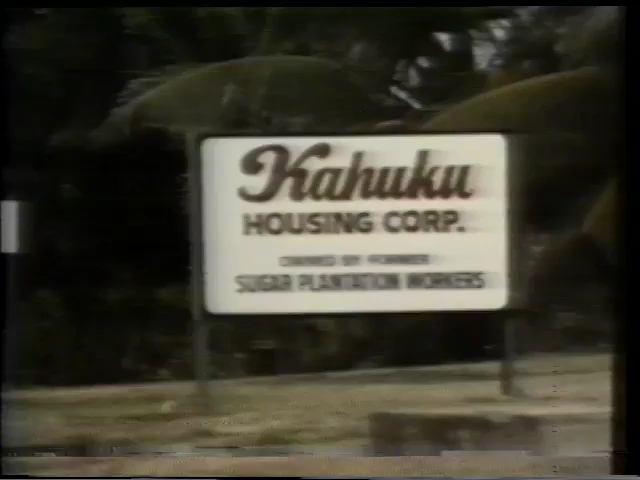 Kahuku
HOUSING CORP.
OWNED BY FORMER
SUGAR PLANTATION WORKERS